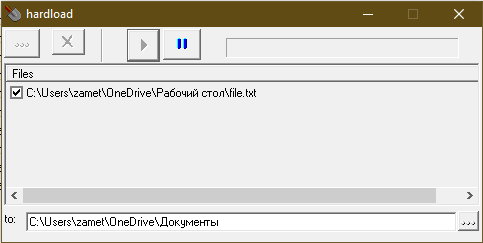 hardload
...
Files
C:\Users\zamet\OneDrive\Рабочий стол\file.txt
to: C:\Users\zamet\OneDrive\Документы ...